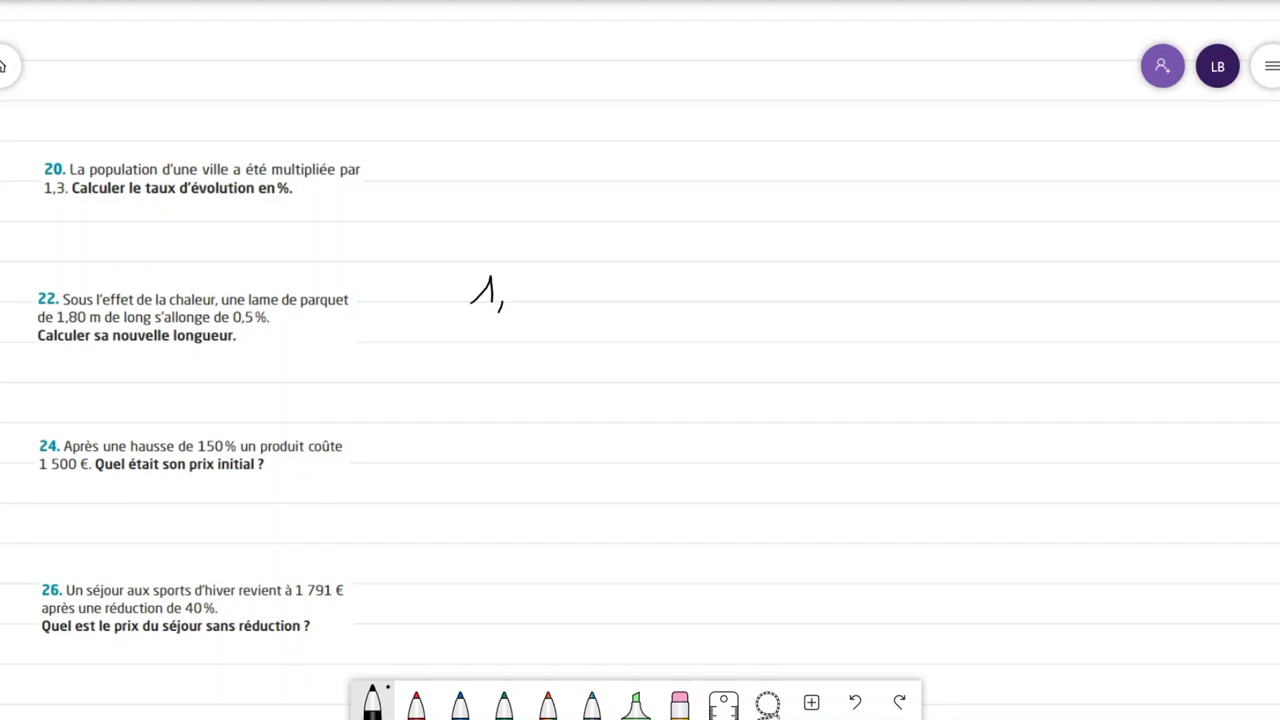 LB
20. La population d'une ville a été multipliée par
1,3. Calculer le taux d'évolution en %.
1,
22. Sous l'effet de la chaleur, une lame de parquet
de 1,80 m de long s'allonge de 0,5 %.
Calculer sa nouvelle longueur.
24. Après une hausse de 150 % un produit coûte
1 500 €. Quel était son prix initial ?
26. Un séjour aux sports d'hiver revient à 1 791 €
après une réduction de 40 %.
Quel est le prix du séjour sans réduction ?